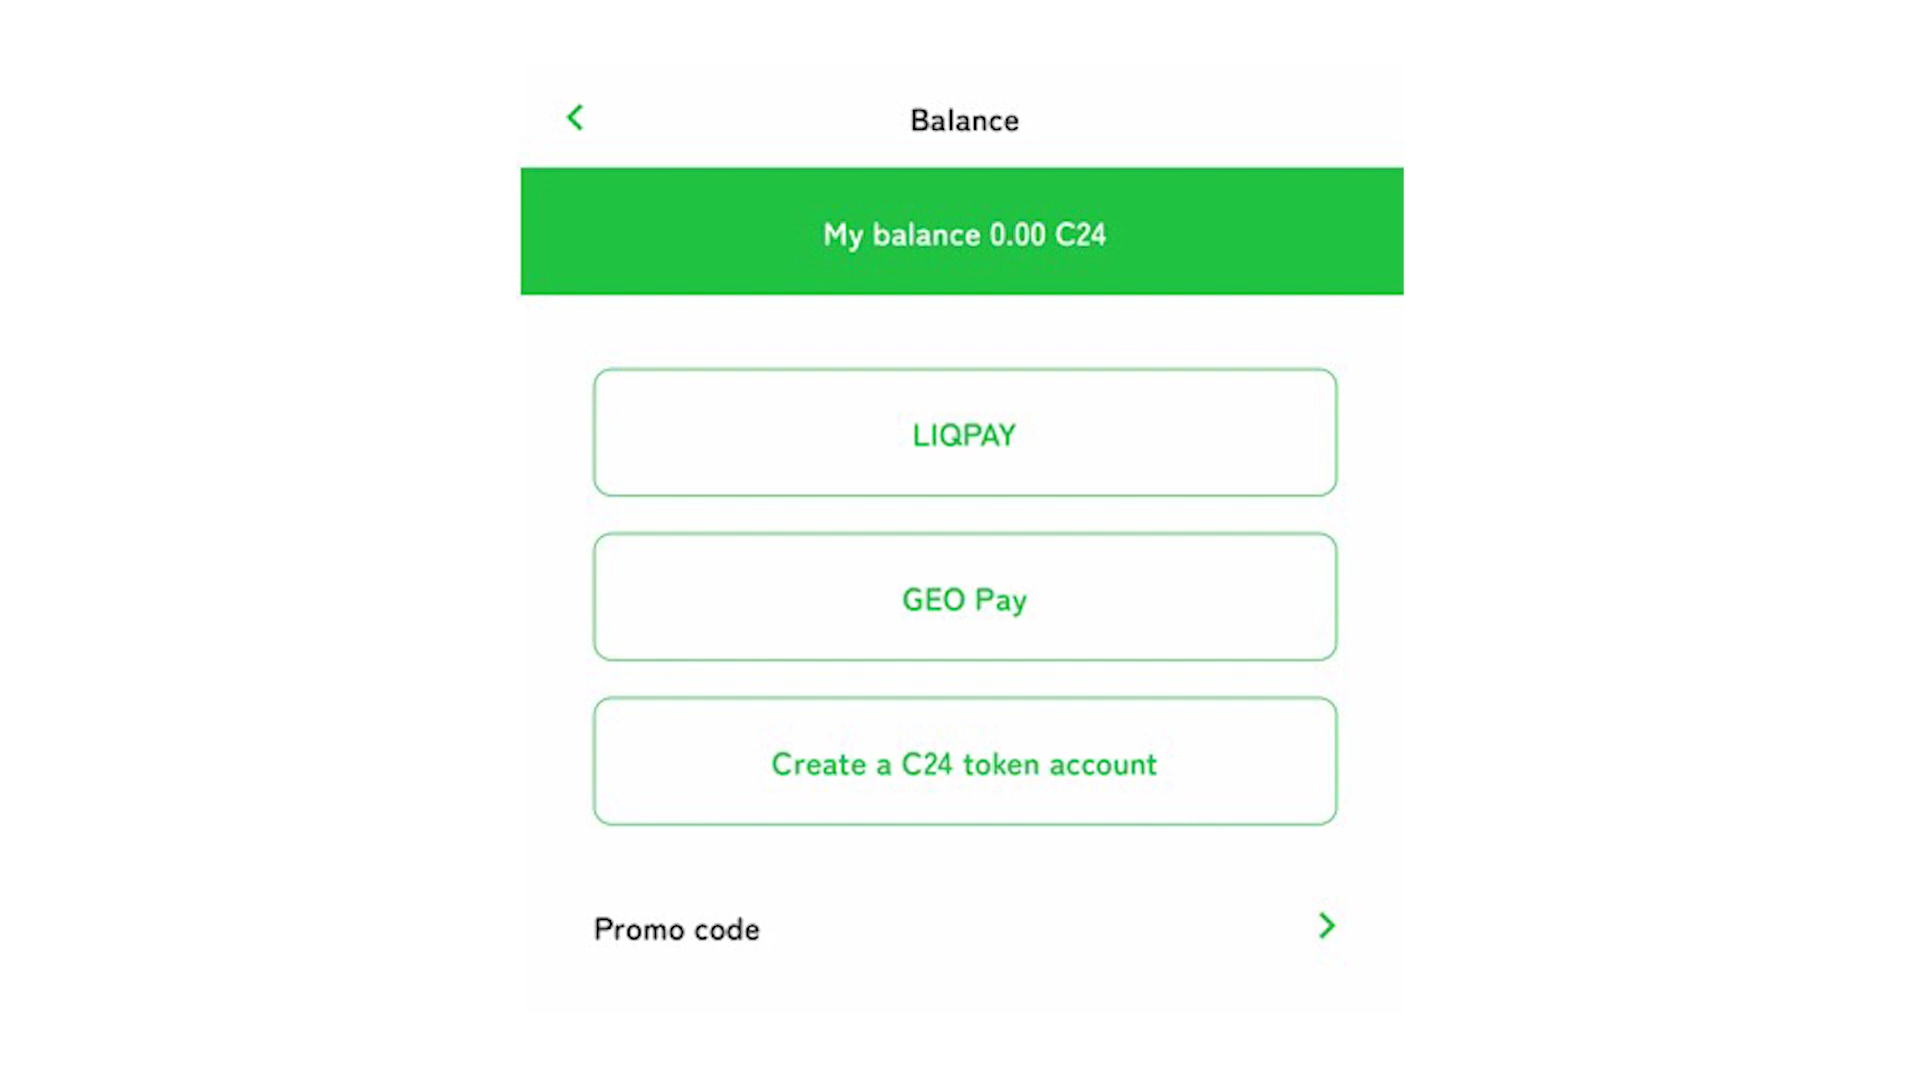 Balance
My balance 0.00 C24
LIQPAY
GEO Pay
Create a C24 token account
Promo code